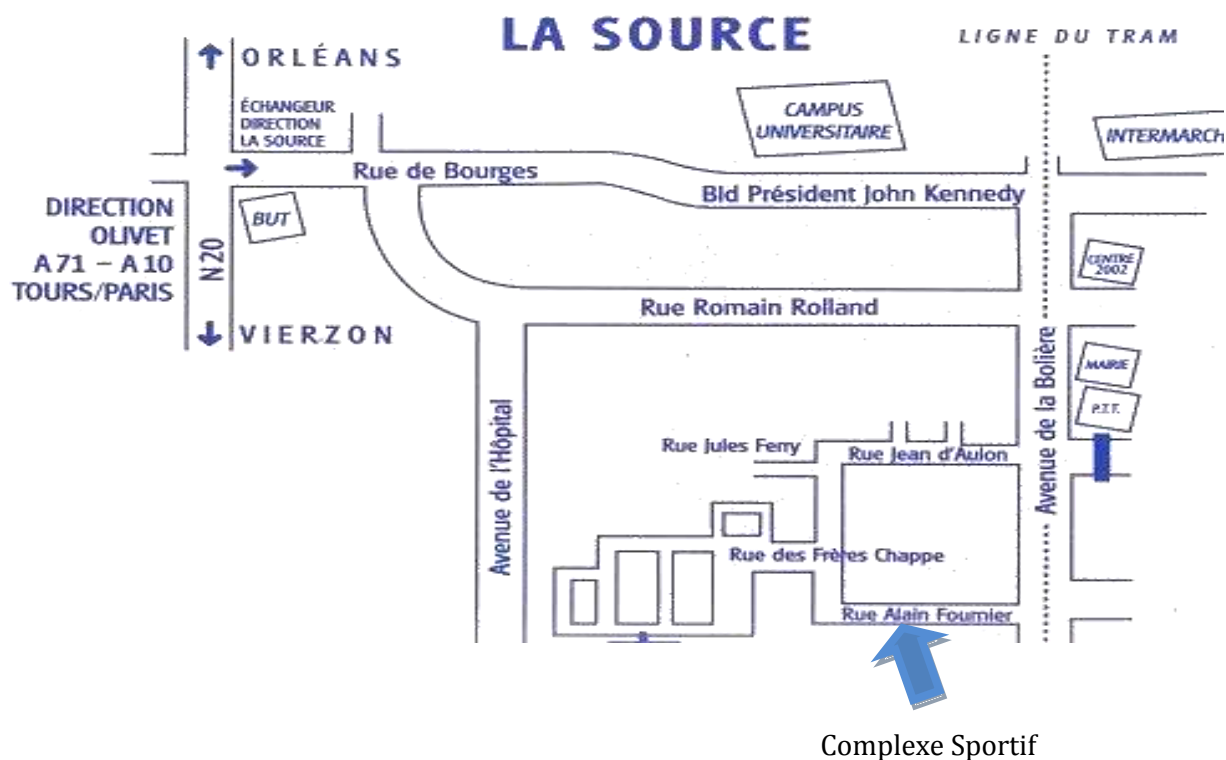 LA SOURCE
LIGNE DU TRAM
ORLÉANS
ÉCHANGEUR
DIRECTION
LA SOURCE
CAMPUS
UNIVERSITAIRE
INTERMARCH
Rue de Bourges
Bld Président John Kennedy
DIRECTION
OLIVET
A71 – A10
TOURS/PARIS
N20
BUT
CENTRE
2002
Rue Romain Rolland
VIERZON
MAIRIE
P.T.T.
Avenue de la Bolière
Avenue de l'Hôpital
Rue Jules Ferry
Rue Jean d'Aulon
Rue des Frères Chappe
Rue Alain Fournier
Complexe Sportif